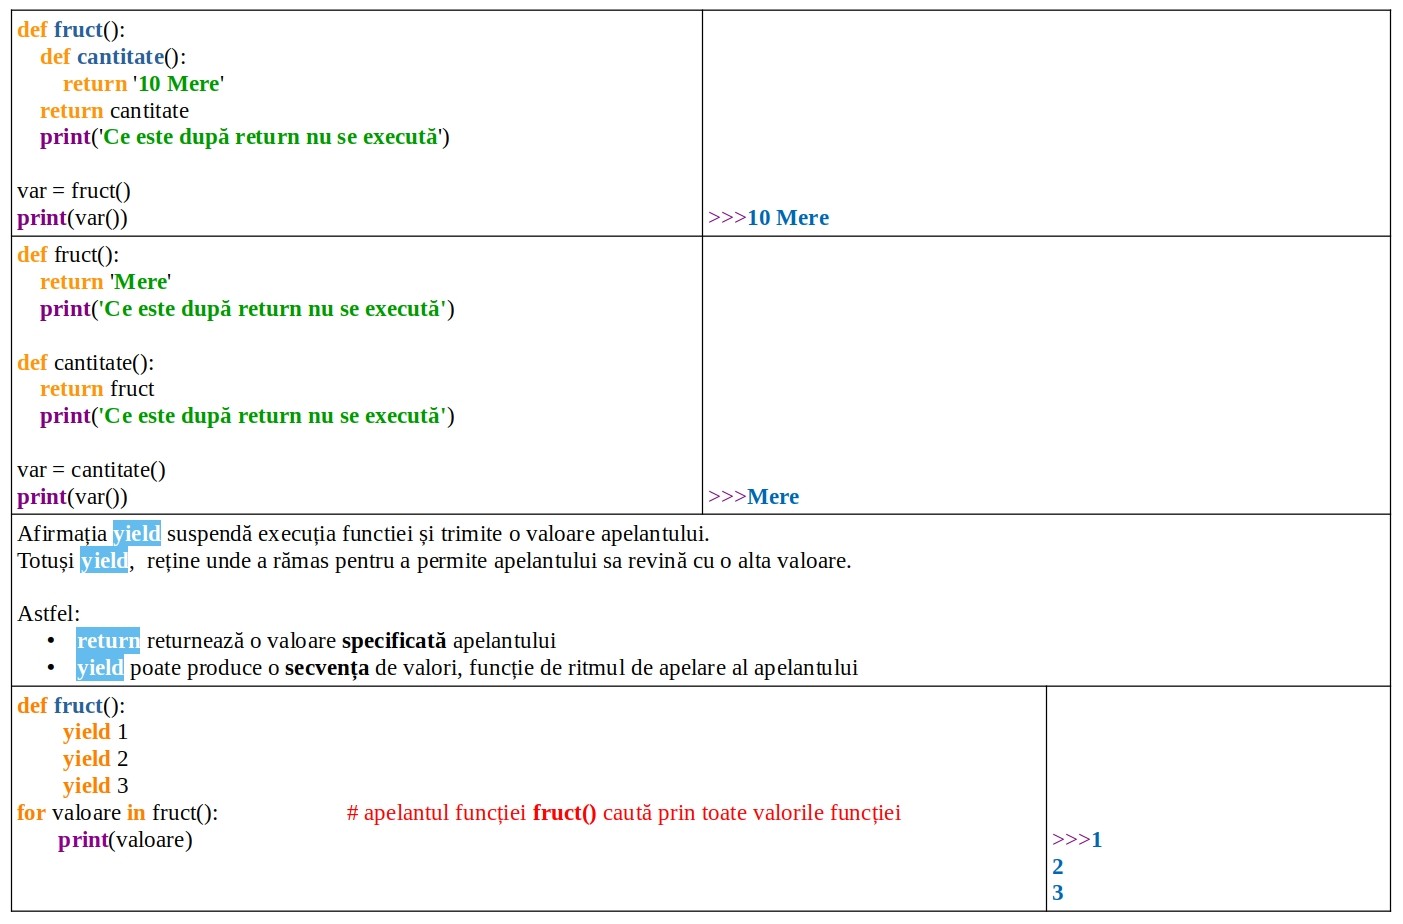 def fruct():
    def cantitate():
        return '10 Mere'
    return cantitate
    print('Ce este după return nu se execută')
var = fruct()
print(var())
>>>10 Mere
def fruct():
    return 'Mere'
    print('Ce este după return nu se execută')
def cantitate():
    return fruct
    print('Ce este după return nu se execută')
var = cantitate()
print(var())
>>>Mere
Afirmația yield suspendă execuția functiei și trimite o valoare apelantului.
Totuși yield,  reține unde a rămas pentru a permite apelantului sa revină cu o alta valoare.
Astfel:
• return returnează o valoare specificată apelantului
• yield poate produce o secvența de valori, funcție de ritmul de apelare al apelantului
def fruct():
        yield 1
        yield 2
        yield 3
for valoare in fruct(): # apelantul funcției fruct() caută prin toate valorile funcției
       print(valoare)
>>>1
2
3